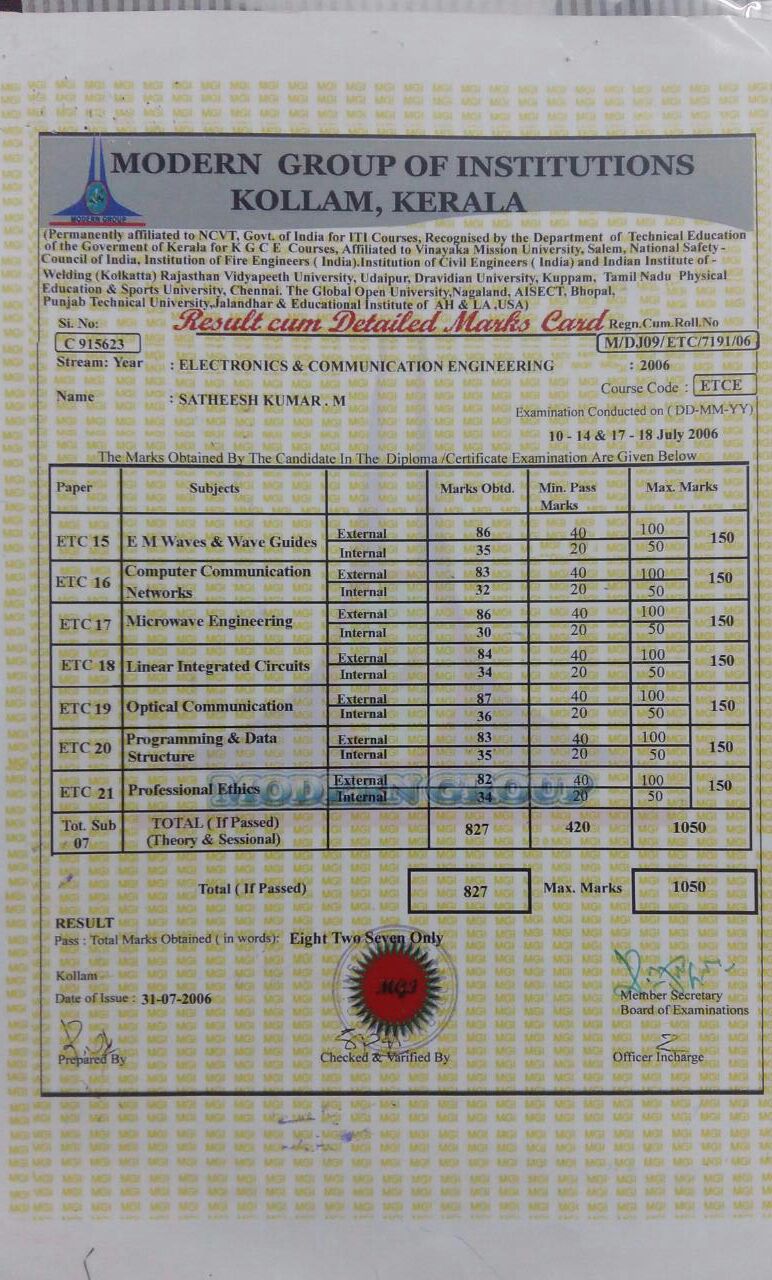 MODERN GROUP OF INSTITUTIONS
KOLLAM, KERALA
MODERN GROUP
(Permanently affiliated to NCVT, Govt. of India for ITI Courses, Recognised by the Department of Technical Education
of the Goverment of Kerala for K G C E Courses, Affiliated to Vinayaka Mission University, Salem, National Safety -
Council of India, Institution of Fire Engineers ( India).Institution of Civil Engineers ( India) and Indian Institute of -
Welding (Kolkatta) Rajasthan Vidyapeeth University, Udaipur, Dravidian University, Kuppam, Tamil Nadu Physical
Education & Sports University, Chennai. The Global Open University,Nagaland, AISECT, Bhopal,
Punjab Technical University,Jalandhar & Educational Institute of AH & LA ,USA)
Si. No: Result cum Detailed Marks Card Regn.Cum.Roll.No
C 915623 M/DJ09/ETC/7191/06
Stream: Year : ELECTRONICS & COMMUNICATION ENGINEERING : 2006
Course Code : ETCE
Name : SATHEESH KUMAR . M
Examination Conducted on ( DD-MM-YY)
10 - 14 & 17 - 18 July 2006
The Marks Obtained By The Candidate In The Diploma /Certificate Examination Are Given Below
Paper Subjects Marks Obtd. Min. Pass Marks Max. Marks
ETC 15 E M Waves & Wave Guides External 86 40 100 150
Internal 35 20 50
ETC 16 Computer Communication Networks External 83 40 100 150
Internal 32 20 50
ETC 17 Microwave Engineering External 86 40 100 150
Internal 30 20 50
ETC 18 Linear Integrated Circuits External 84 40 100 150
Internal 34 20 50
ETC 19 Optical Communication External 87 40 100 150
Internal 36 20 50
ETC 20 Programming & Data Structure External 83 40 100 150
Internal 35 20 50
ETC 21 Professional Ethics External 82 40 100 150
Internal 34 20 50
MODERN GROUP
Tot. Sub 07 TOTAL ( If Passed) (Theory & Sessional) 827 420 1050
Total ( If Passed) 827 Max. Marks 1050
RESULT
Pass : Total Marks Obtained ( in words): Eight Two Seven Only
MGI
Kollam
Date of Issue : 31-07-2006
Member Secretary
Board of Examinations
Prepared By Checked & Varified By Officer Incharge